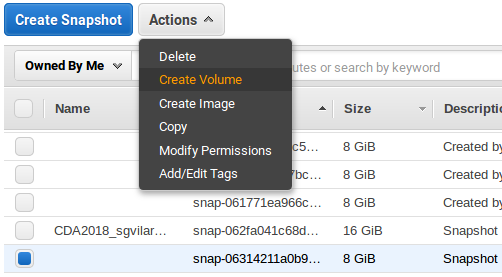 Create Snapshot Actions
Delete
Owned By Me
Create Volume
utes or search by keyword
Create Image
Name Size Descriptio
Copy
c5… 8 GiB Created by
Modify Permissions
7bc… 8 GiB Created by
Add/Edit Tags
snap-061771ea966c… 8 GiB Created by
CDA2018_sgvilar… snap-062fa041c68d… 16 GiB Snapshot
snap-06314211a0b9… 8 GiB Snapshot